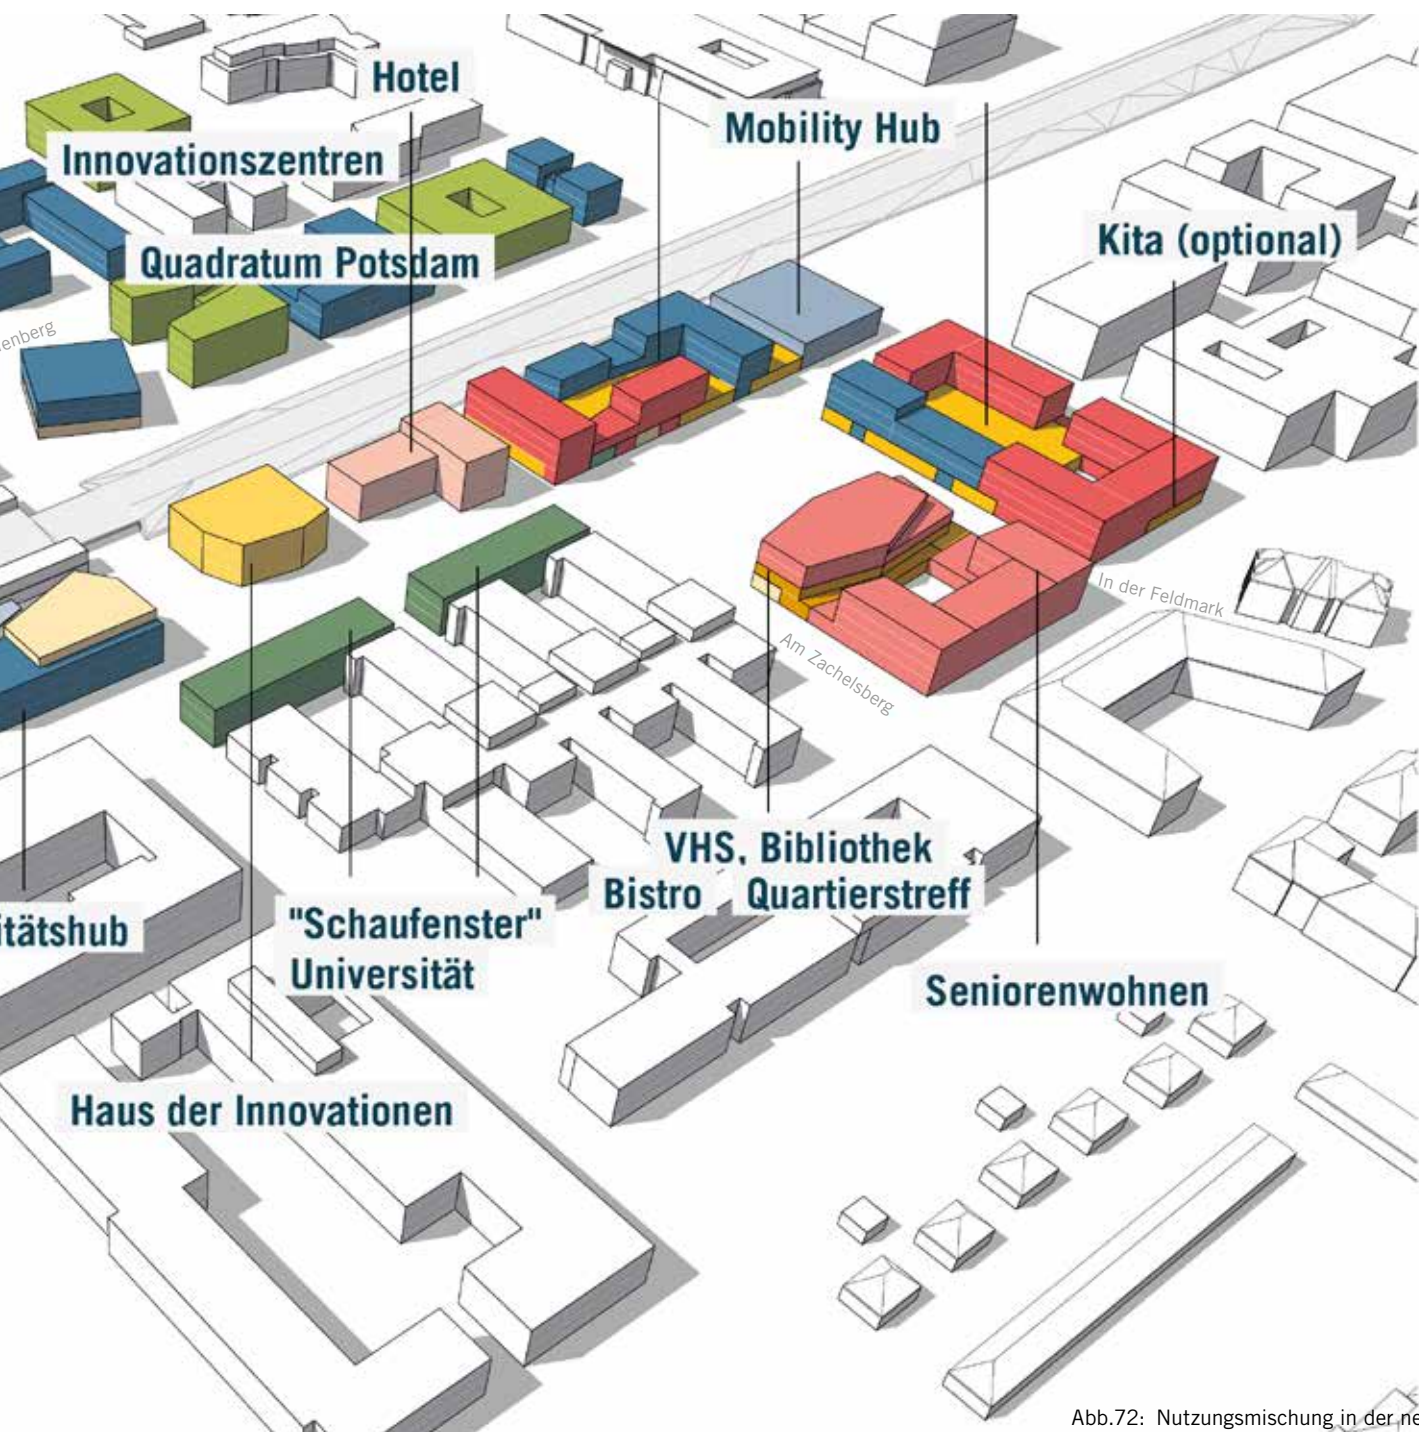 Hotel
Mobility Hub
Innovationszentren
Kita (optional)
Quadratum Potsdam
enberg
In der Feldmark
Am Zachelsberg
VHS, Bibliothek
Bistro Quartierstreff
itätshub
"Schaufenster"
Universität
Seniorenwohnen
Haus der Innovationen
Abb.72: Nutzungsmischung in der ne